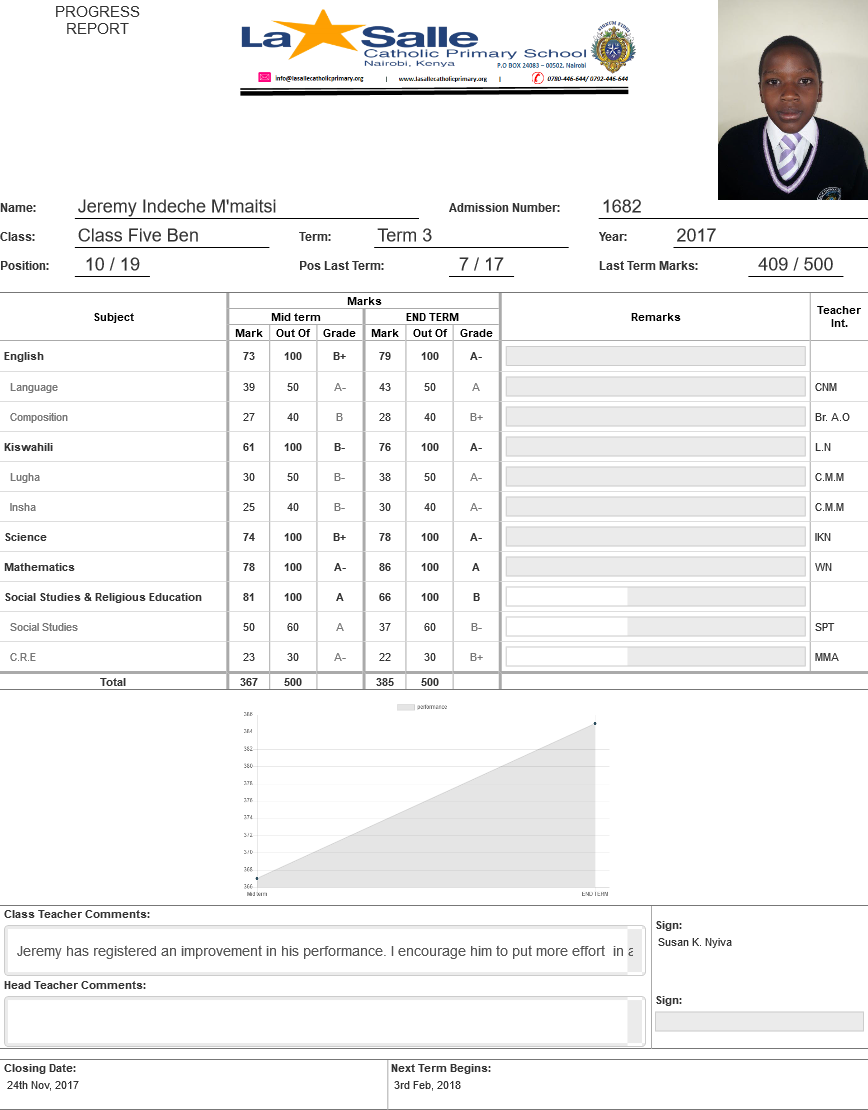 PROGRESS
REPORT
La Salle
Catholic Primary School
Nairobi, Kenya
P.O BOX 24083 – 00502, Nairobi
info@lasallecatholicprimary.org | www.lasallecatholicprimary.org | 0780-446-644/ 0792-446-644
Name: Jeremy Indeche M'maitsi Admission Number: 1682
Class: Class Five Ben Term: Term 3 Year: 2017
Position: 10 / 19 Pos Last Term: 7 / 17 Last Term Marks: 409 / 500
Subject Marks Remarks Teacher Int.
Mid term END TERM
Mark Out Of Grade Mark Out Of Grade
English 73 100 B+ 79 100 A-
Language 39 50 A- 43 50 A CNM
Composition 27 40 B 28 40 B+ Br. A.O
Kiswahili 61 100 B- 76 100 A- L.N
Lugha 30 50 B- 38 50 A- C.M.M
Insha 25 40 B- 30 40 A- C.M.M
Science 74 100 B+ 78 100 A- IKN
Mathematics 78 100 A- 86 100 A WN
Social Studies & Religious Education 81 100 A 66 100 B
Social Studies 50 60 A 37 60 B- SPT
C.R.E 23 30 A- 22 30 B+ MMA
Total 367 500 385 500
performance
386
384
382
380
378
376
374
372
370
368
366
Mid term END TERM
Class Teacher Comments:
Jeremy has registered an improvement in his performance. I encourage him to put more effort in a
Sign:
Susan K. Nyiva
Head Teacher Comments:
Sign:
Closing Date: Next Term Begins:
24th Nov, 2017 3rd Feb, 2018